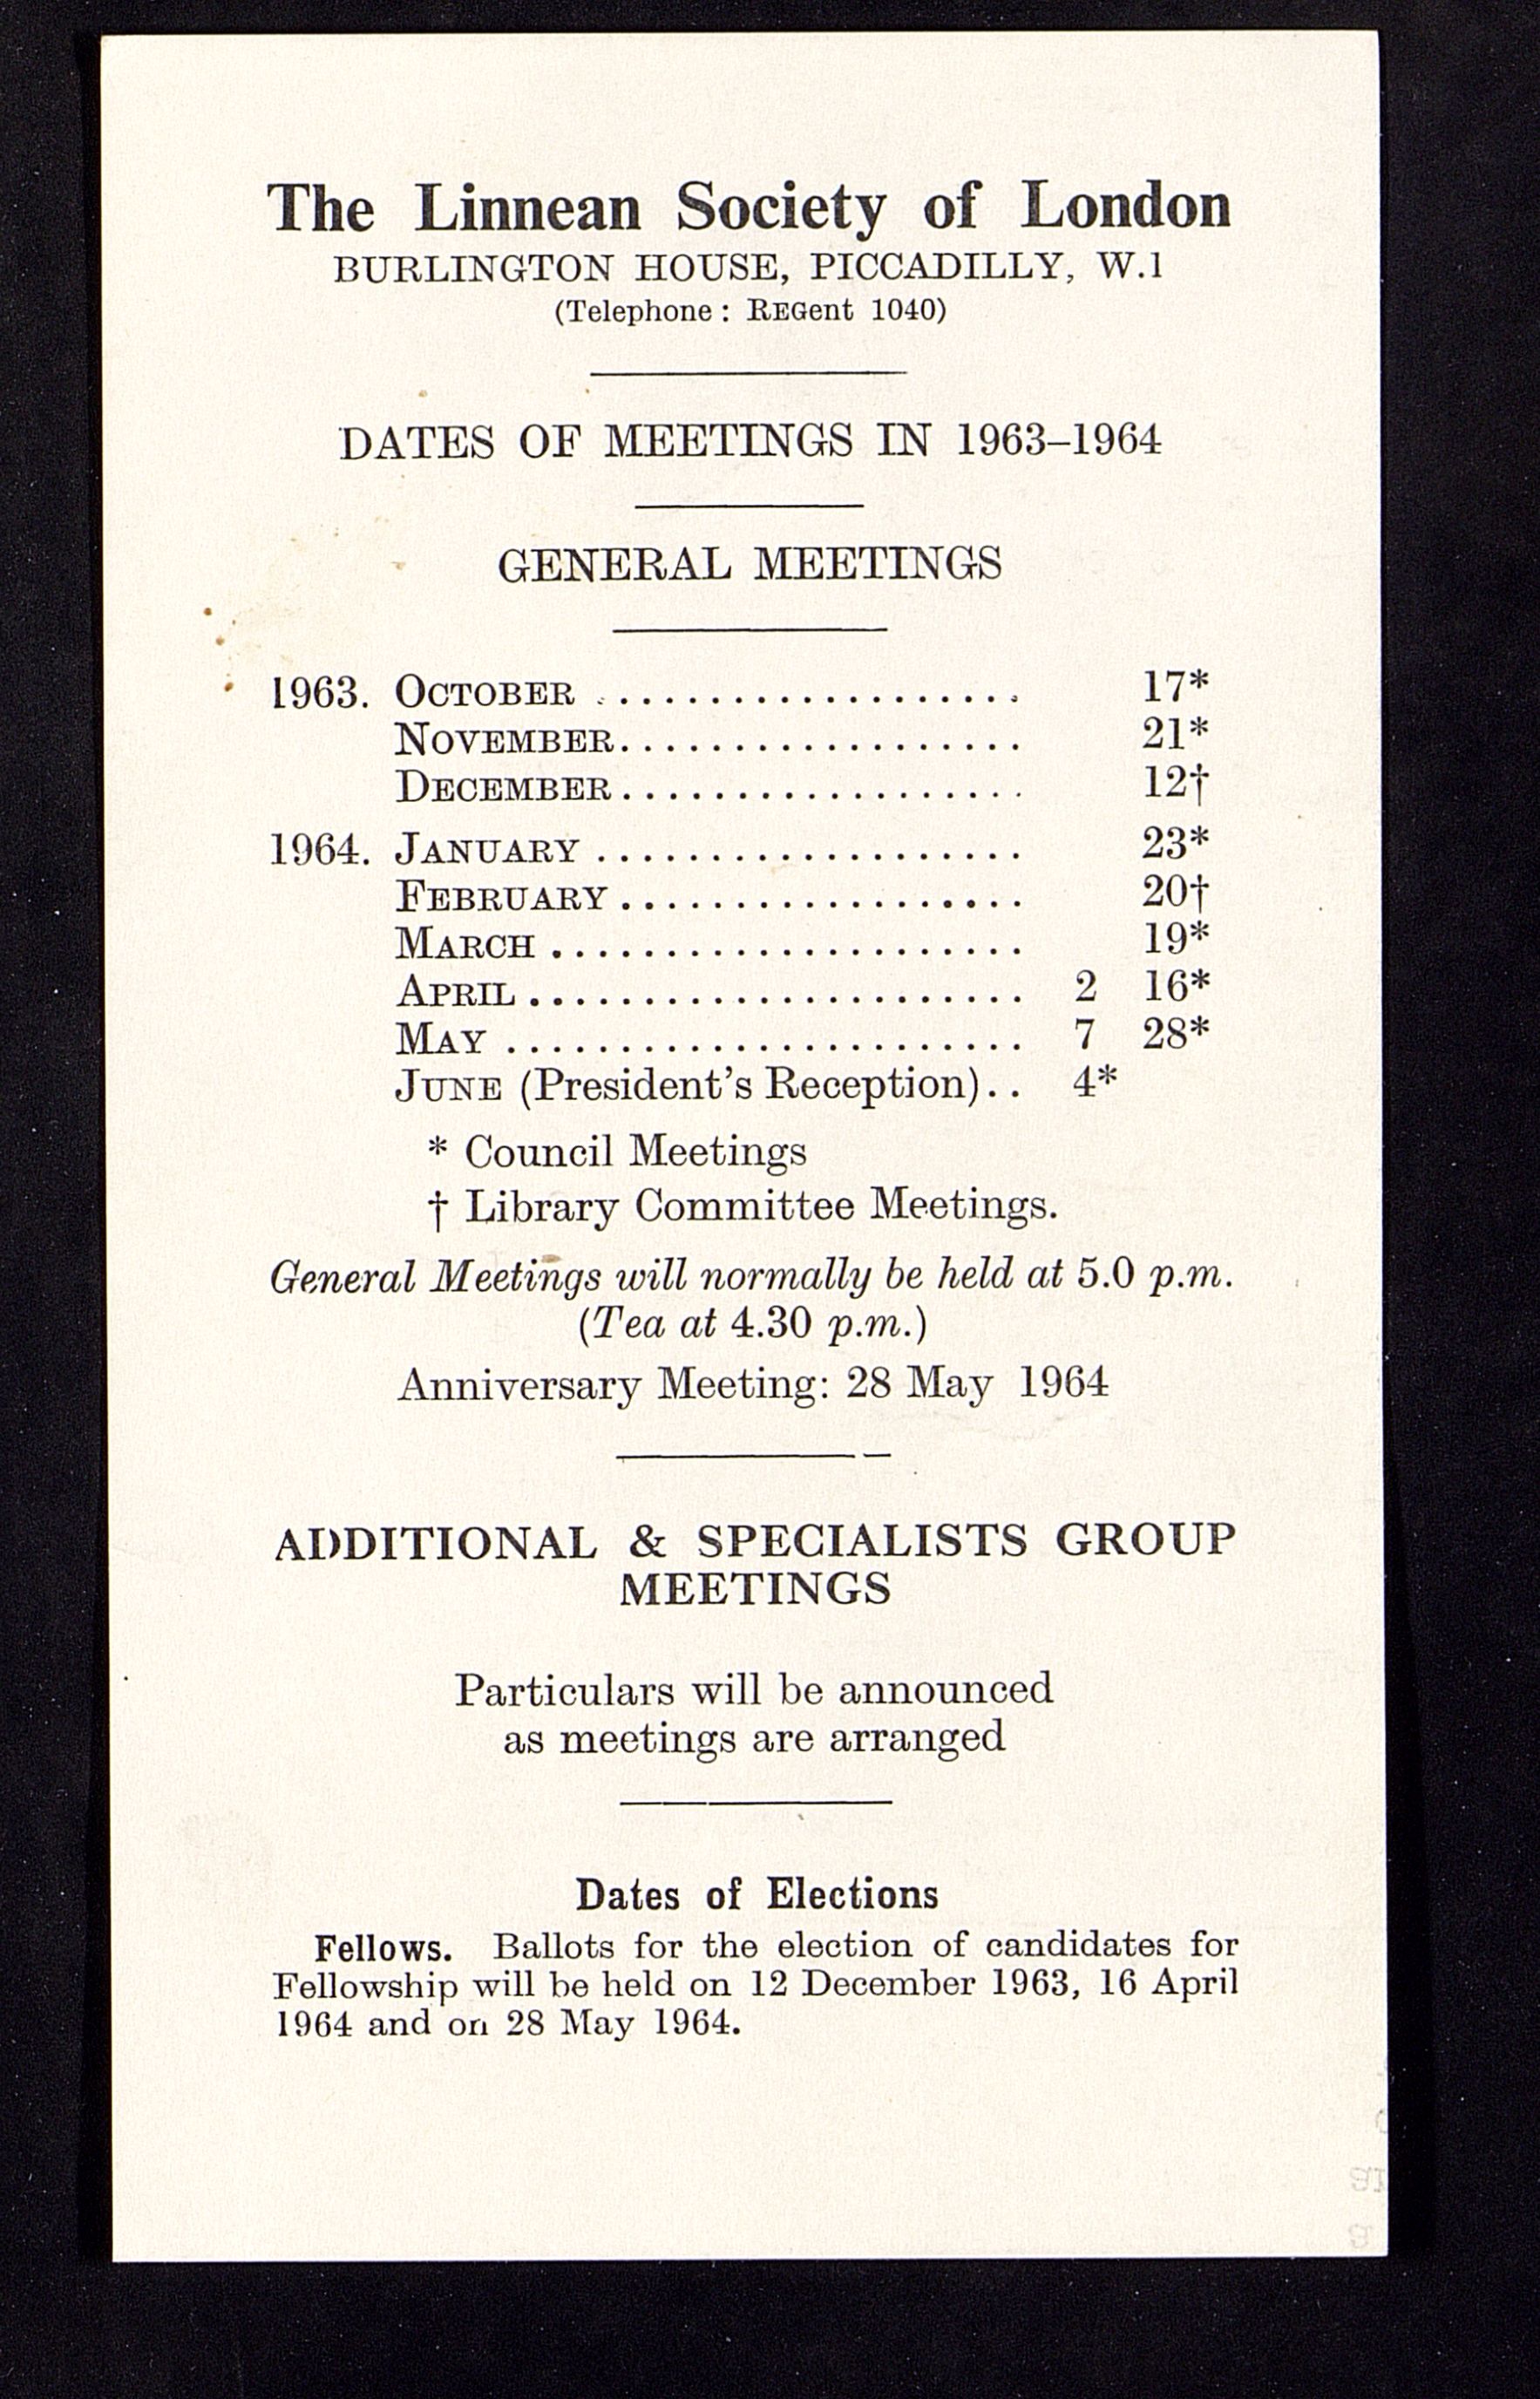 The Linnean Society of London
BURLINGTON HOUSE, PICCADILLY, W.1
(Telephone: REGent 1040)
DATES OF MEETINGS IN 1963–1964
GENERAL MEETINGS
1963. OCTOBER .................. 17*
NOVEMBER.................. 21*
DECEMBER.................. 12†
1964. JANUARY ................... 23*
FEBRUARY.................. 20†
MARCH..................... 19*
APRIL...................... 2 16*
MAY ....................... 7 28*
JUNE (President's Reception).. 4*
* Council Meetings
† Library Committee Meetings.
General Meetings will normally be held at 5.0 p.m.
(Tea at 4.30 p.m.)
Anniversary Meeting: 28 May 1964
ADDITIONAL & SPECIALISTS GROUP
MEETINGS
Particulars will be announced
as meetings are arranged
Dates of Elections
Fellows. Ballots for the election of candidates for
Fellowship will be held on 12 December 1963, 16 April
1964 and on 28 May 1964.